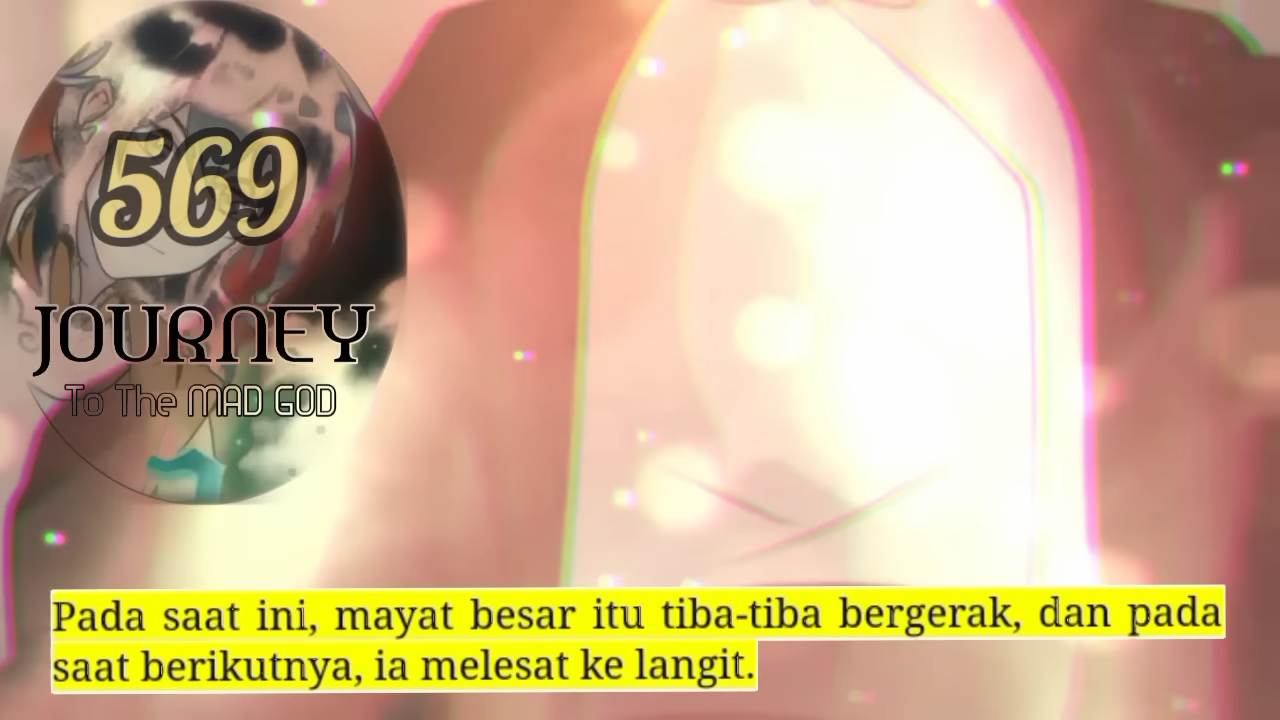 569
JOURNEY
To The MAD GOD
Pada saat ini, mayat besar itu tiba-tiba bergerak, dan pada
saat berikutnya, ia melesat ke langit.